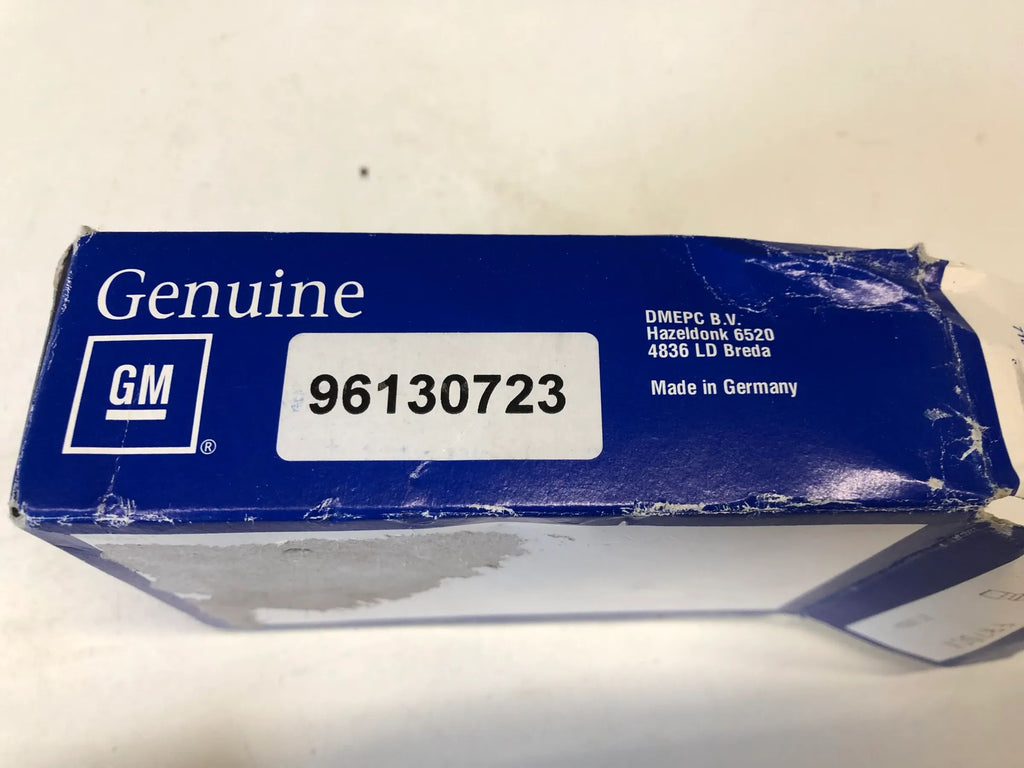 Genuine
GM
®
96130723
DMEPC B.V.
Hazeldonk 6520
4836 LD Breda
Made in Germany